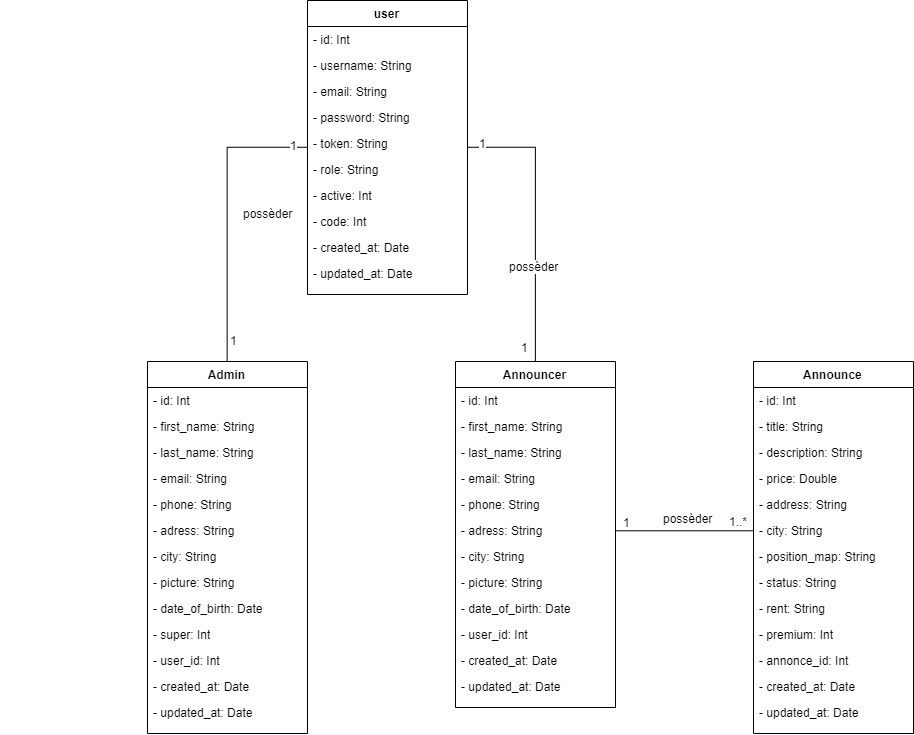 user
- id: Int
- username: String
- email: String
- password: String
1
- token: String
1
- role: String
- active: Int
possèder
- code: Int
- created_at: Date
possèder
- updated_at: Date
1
1
Admin
- id: Int
- first_name: String
- last_name: String
- email: String
- phone: String
- adress: String
- city: String
- picture: String
- date_of_birth: Date
- super: Int
- user_id: Int
- created_at: Date
- updated_at: Date
Announcer
- id: Int
- first_name: String
- last_name: String
- email: String
- phone: String
- adress: String
- city: String
- picture: String
- date_of_birth: Date
- user_id: Int
- created_at: Date
- updated_at: Date
1
possèder
1..*
Announce
- id: Int
- title: String
- description: String
- price: Double
- address: String
- city: String
- position_map: String
- status: String
- rent: String
- premium: Int
- annonce_id: Int
- created_at: Date
- updated_at: Date